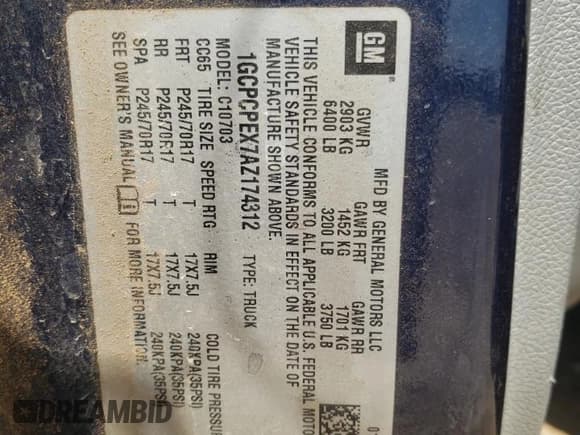 GM
®
MFD BY GENERAL MOTORS LLC
GVWR GAWR FRT GAWR RR
2903 KG 1452 KG 1701 KG
6400 LB 3200 LB 3750 LB
THIS VEHICLE CONFORMS TO ALL APPLICABLE U.S. FEDERAL MOTO
VEHICLE SAFETY STANDARDS IN EFFECT ON THE DATE OF
MANUFACTURE SHOWN ABOVE.
1GCPCPEX7AZ174312 TYPE: TRUCK
MODEL: C10703
CC65 TIRE SIZE SPEED RTG RIM COLD TIRE PRESSUR
FRT P245/70R17 T 17X7.5J 240KPA(35PSI)
RR P245/70R17 T 17X7.5J 240KPA(35PSI)
SPA P245/70R17 T 17X7.5J 240KPA(35PSI)
SEE OWNER'S MANUAL FOR MORE INFORMATION.
DREAMBID